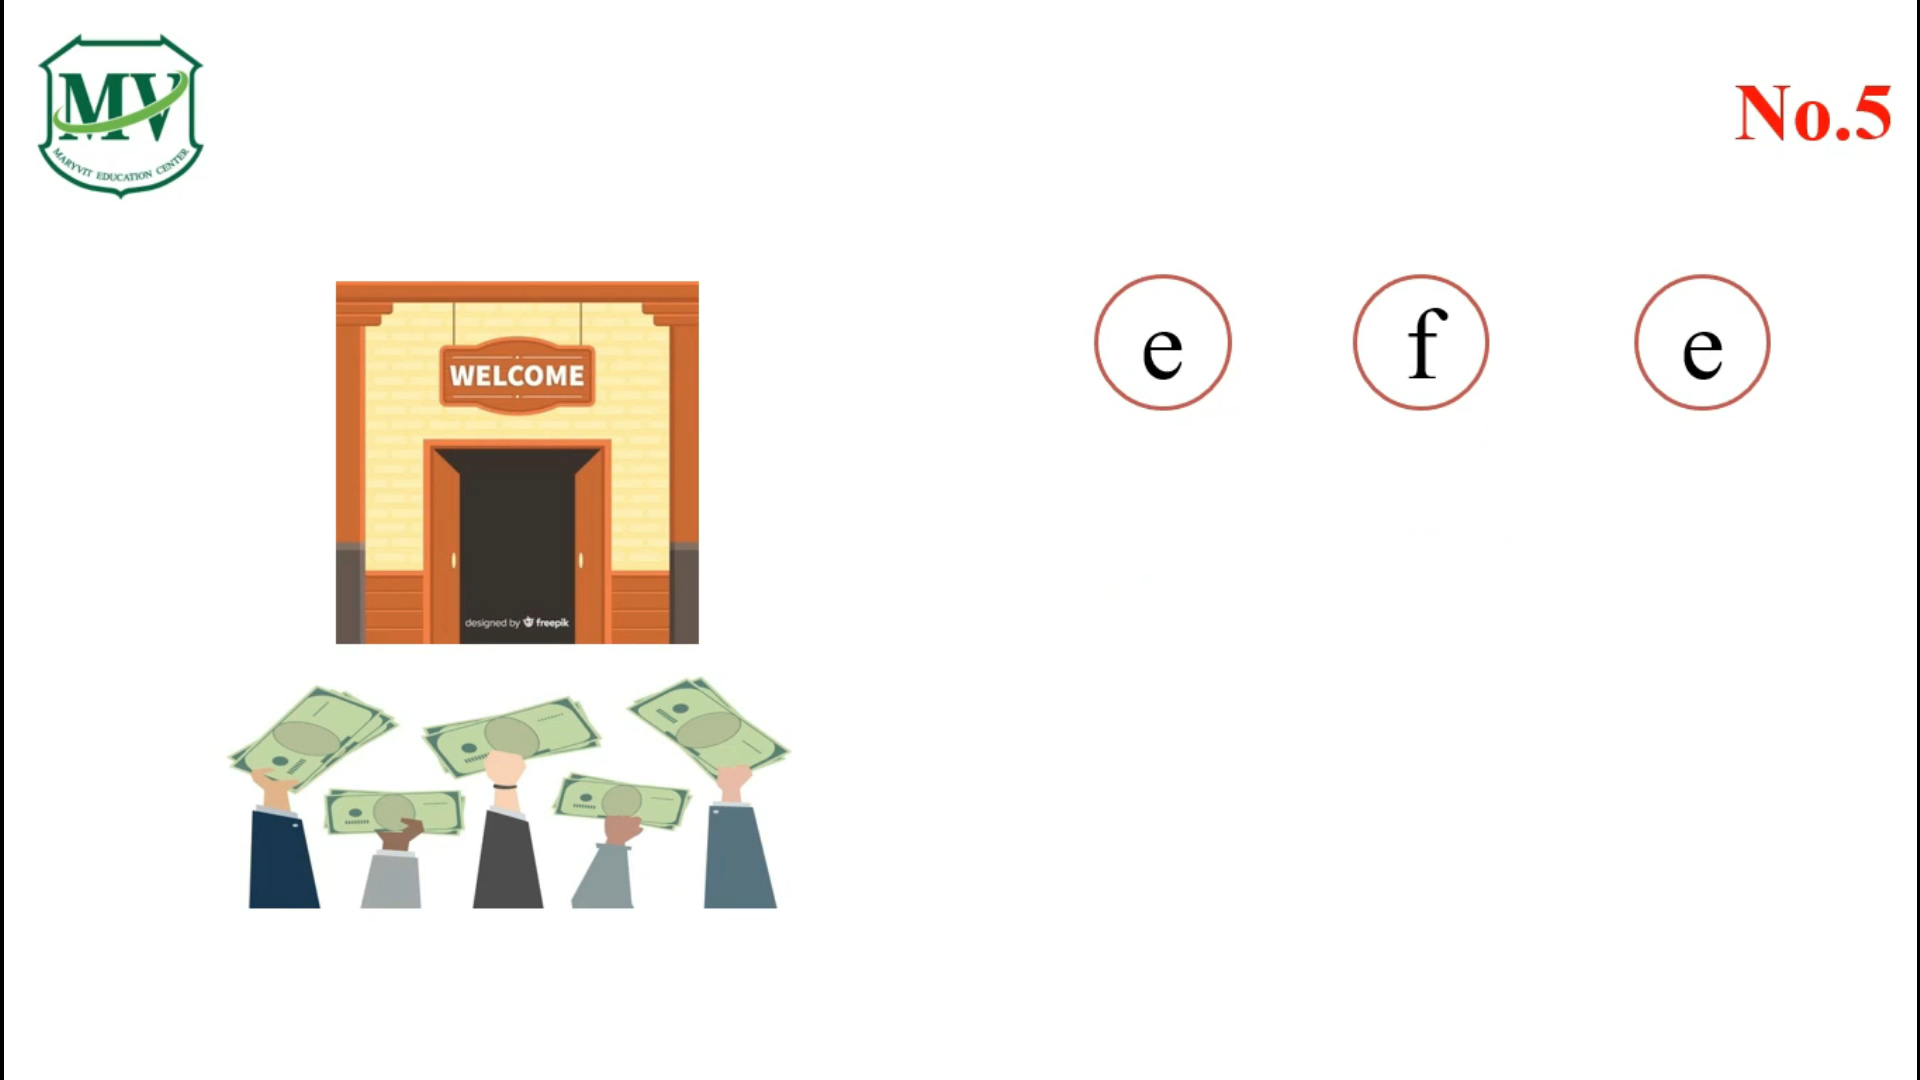 MV
MARYVIT EDUCATION CENTER
No.5
e f e
WELCOME
designed by freepik